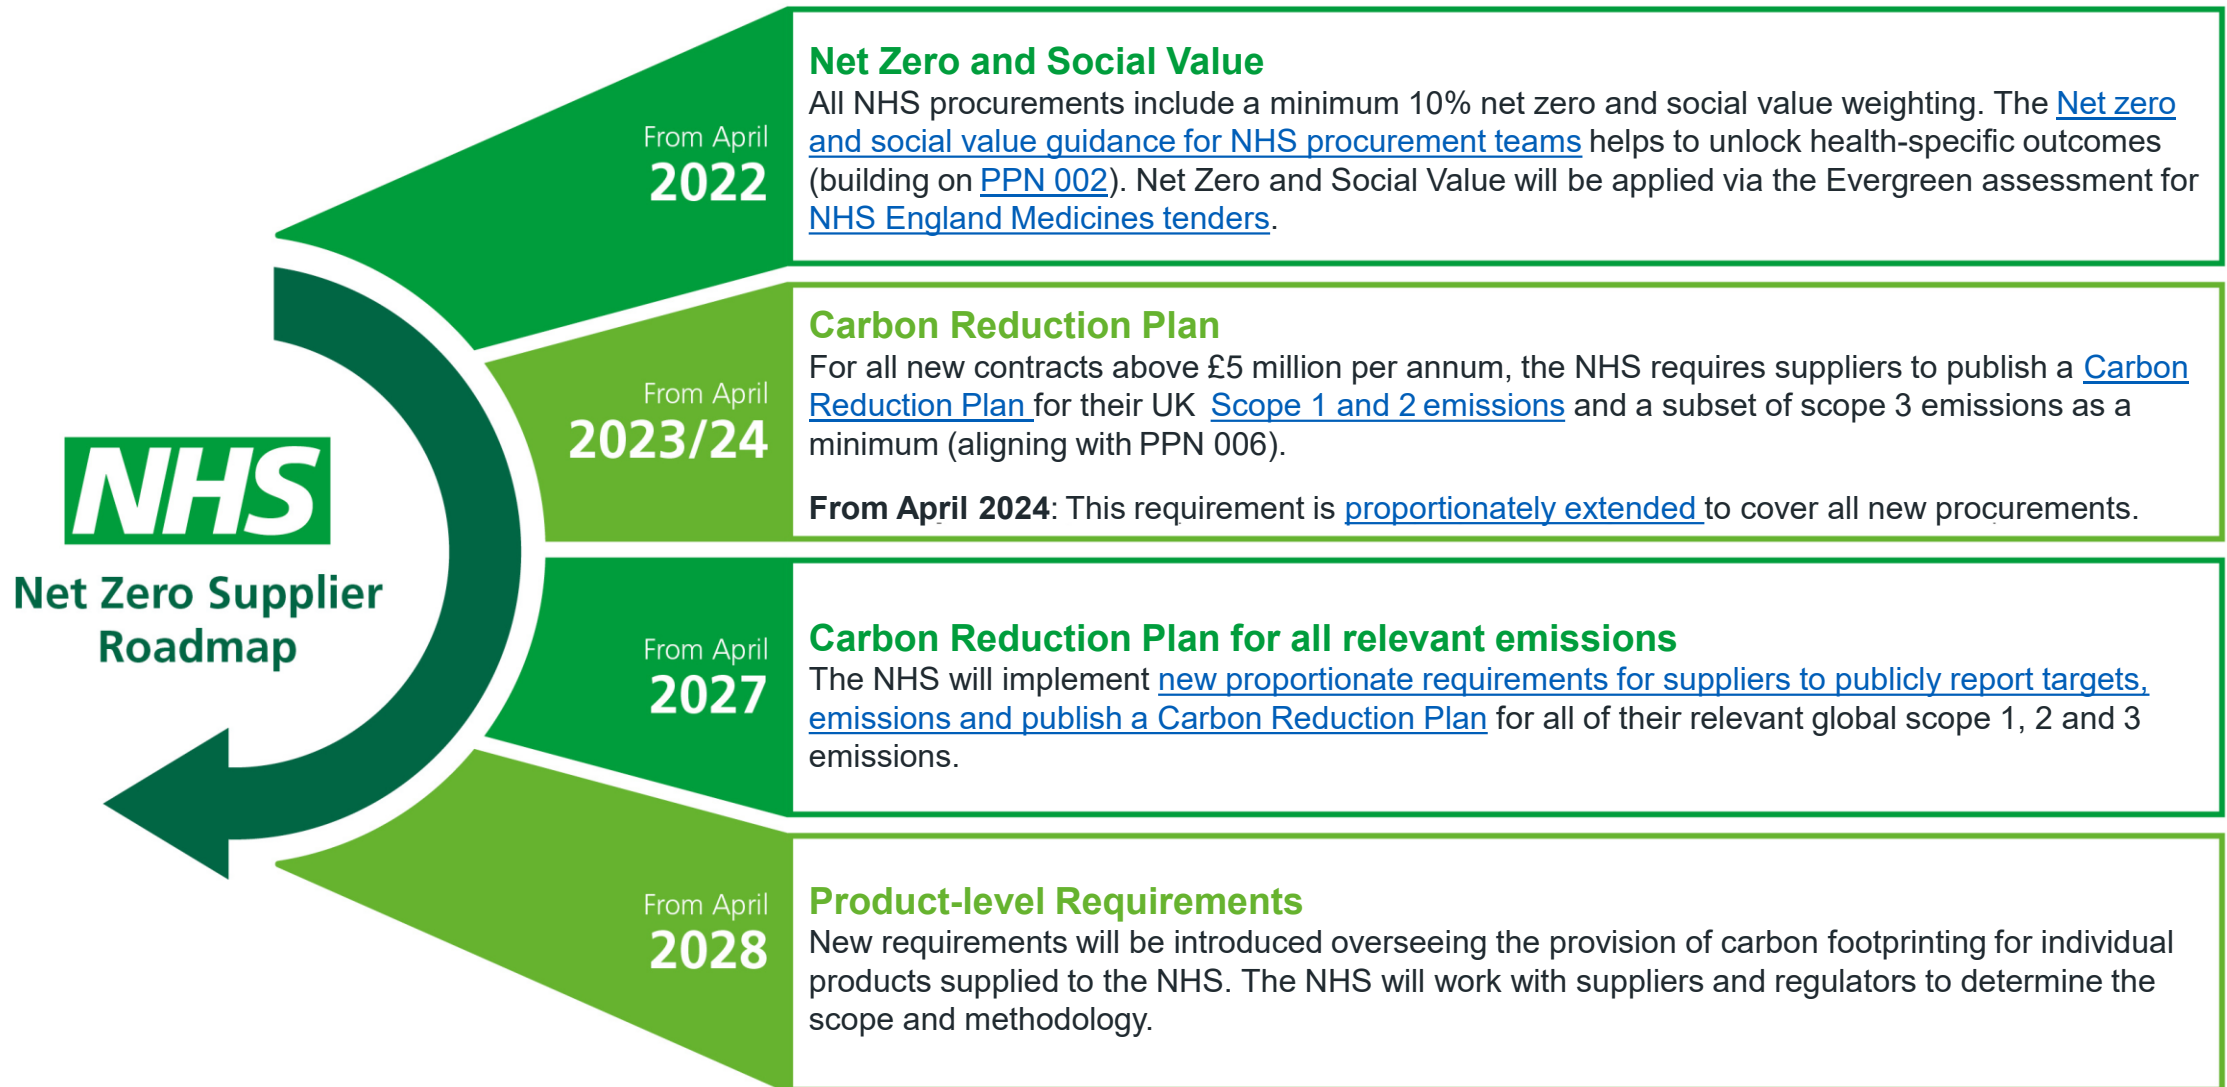 Net Zero and Social Value
All NHS procurements include a minimum 10% net zero and social value weighting. The Net zero
and social value guidance for NHS procurement teams helps to unlock health-specific outcomes
(building on PPN 002). Net Zero and Social Value will be applied via the Evergreen assessment for
NHS England Medicines tenders.
From April
2022
Carbon Reduction Plan
For all new contracts above £5 million per annum, the NHS requires suppliers to publish a Carbon
Reduction Plan for their UK Scope 1 and 2 emissions and a subset of scope 3 emissions as a
minimum (aligning with PPN 006).
From April 2024: This requirement is proportionately extended to cover all new procurements.
From April
2023/24
NHS
Net Zero Supplier
Roadmap
Carbon Reduction Plan for all relevant emissions
The NHS will implement new proportionate requirements for suppliers to publicly report targets,
emissions and publish a Carbon Reduction Plan for all of their relevant global scope 1, 2 and 3
emissions.
From April
2027
Product-level Requirements
New requirements will be introduced overseeing the provision of carbon footprinting for individual
products supplied to the NHS. The NHS will work with suppliers and regulators to determine the
scope and methodology.
From April
2028